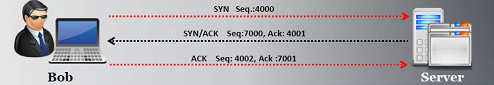 SYN Seq.:4000
SYN/ACK Seq:7000, Ack: 4001
ACK Seq: 4002, Ack :7001
Bob
Server